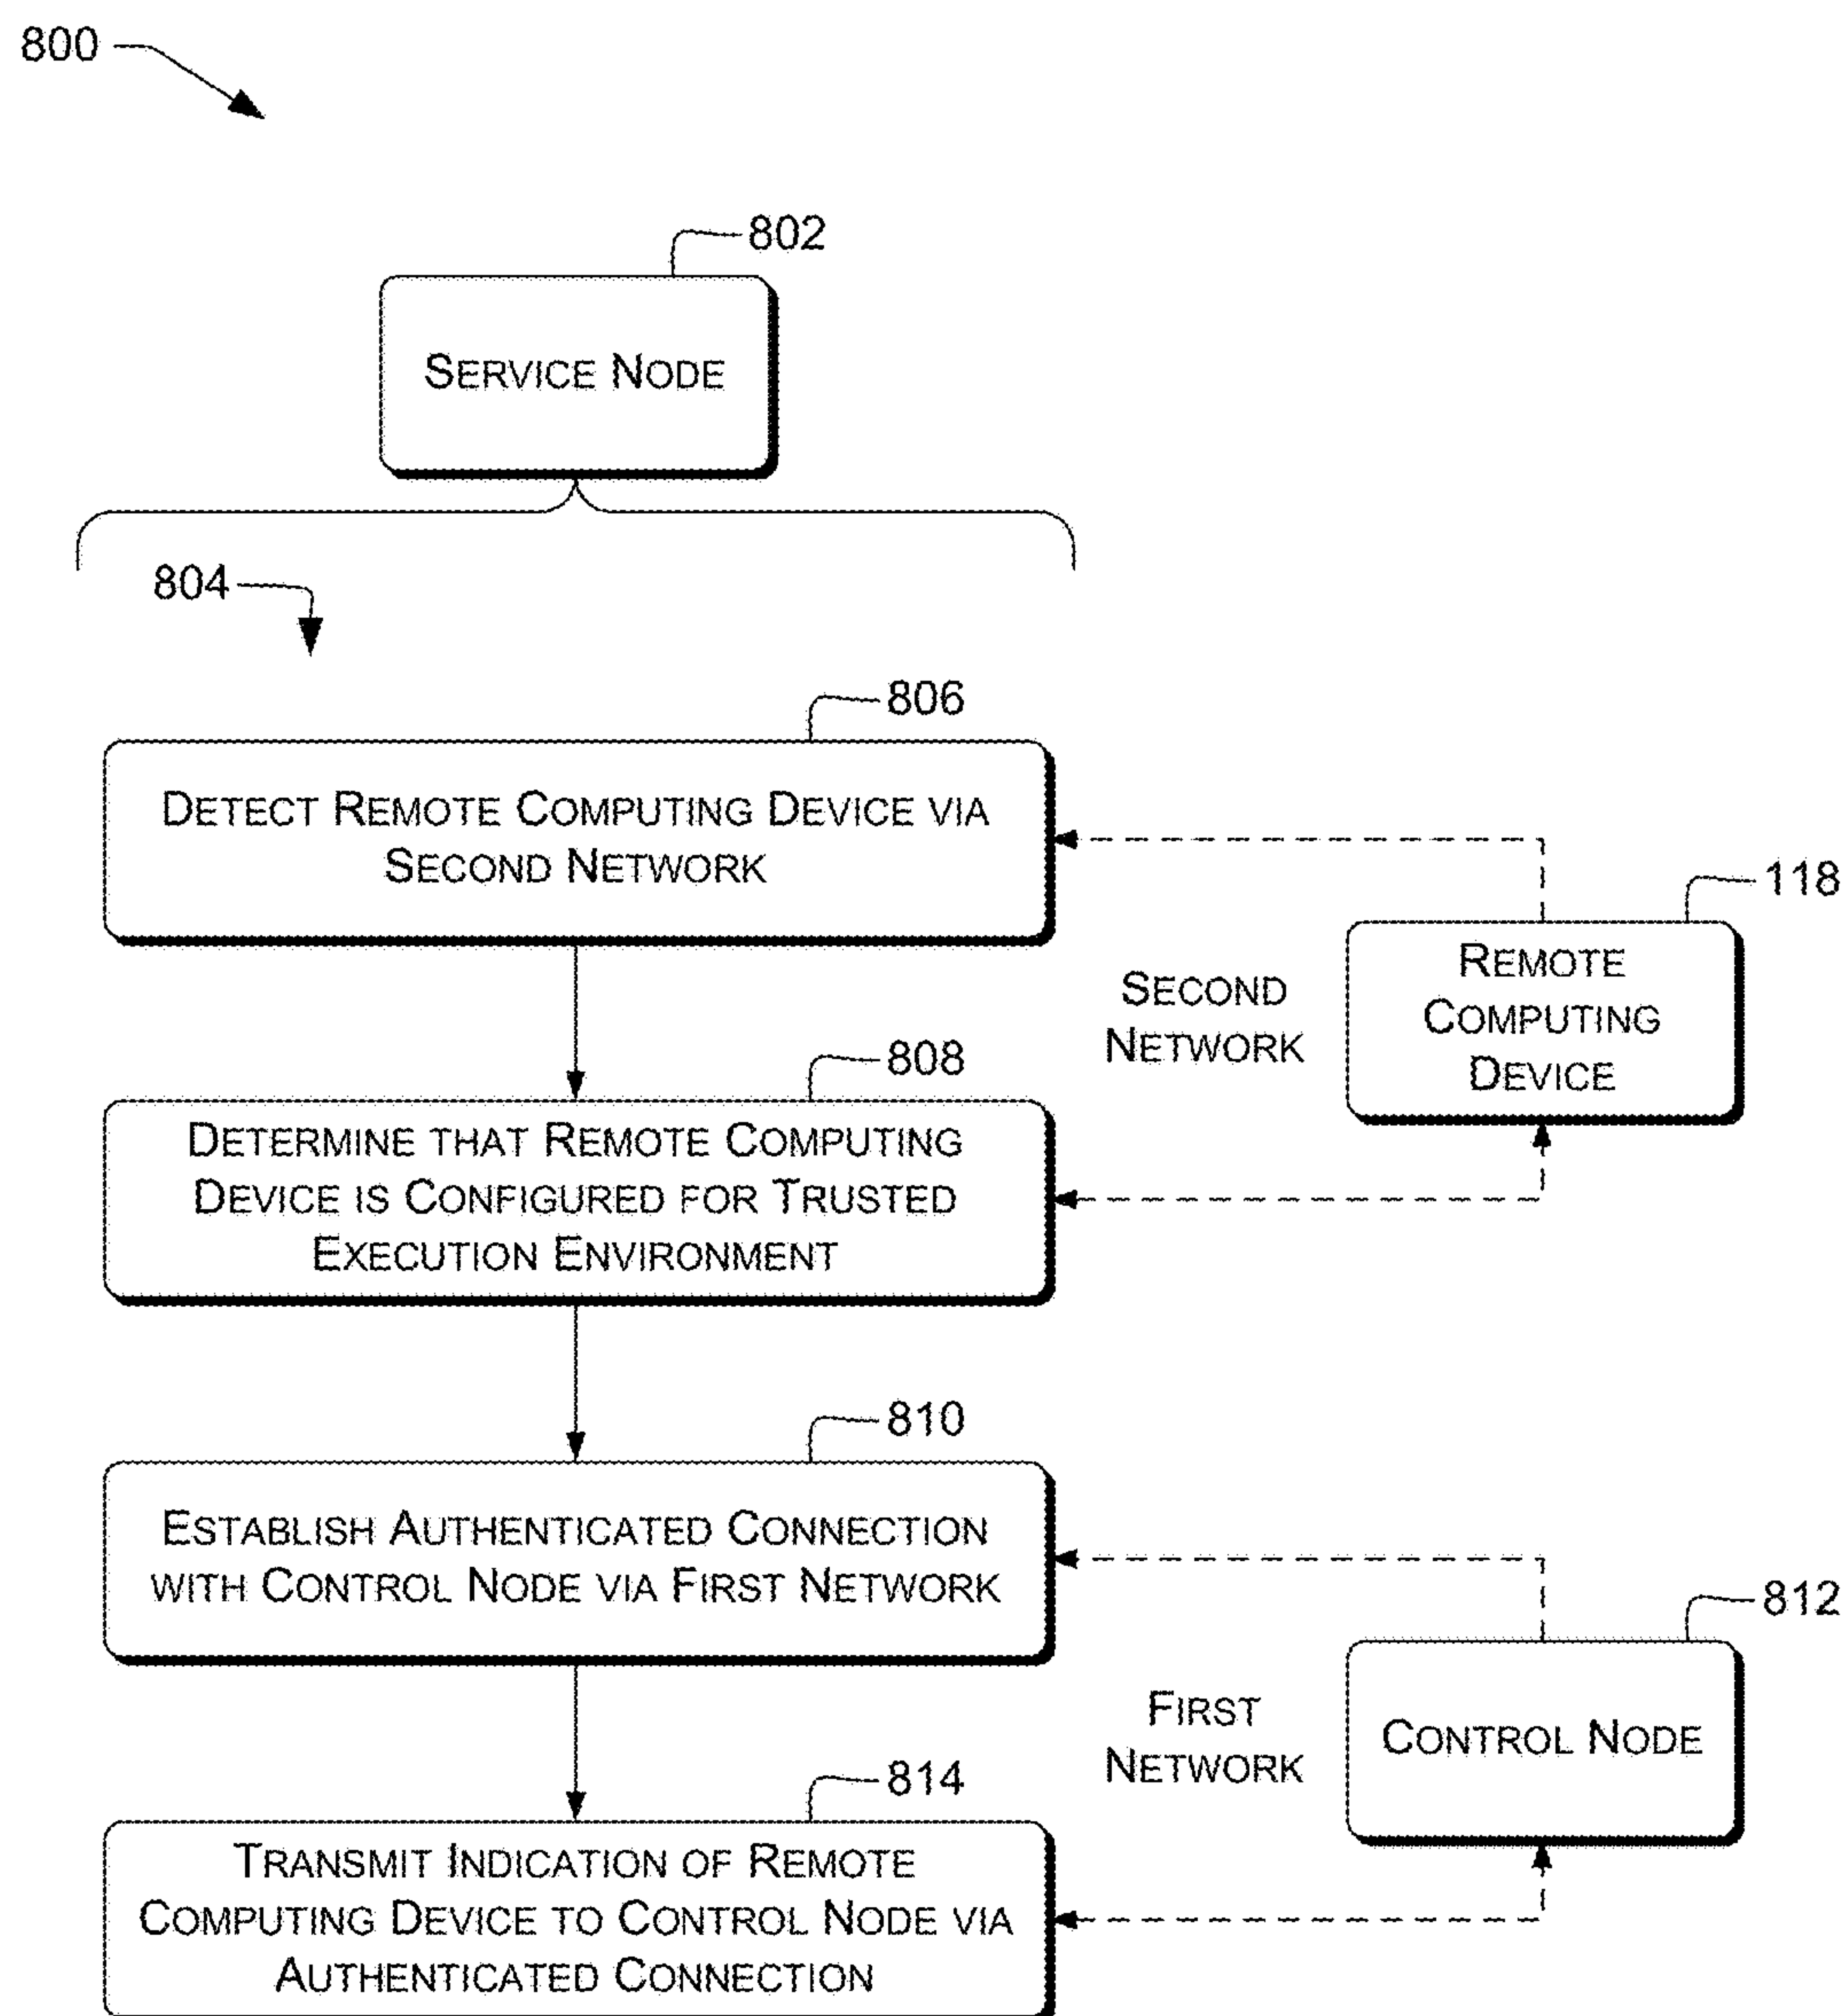 800
802
SERVICE NODE
804
806
DETECT REMOTE COMPUTING DEVICE VIA
SECOND NETWORK
118
REMOTE
COMPUTING
DEVICE
SECOND
NETWORK
808
DETERMINE THAT REMOTE COMPUTING
DEVICE IS CONFIGURED FOR TRUSTED
EXECUTION ENVIRONMENT
810
ESTABLISH AUTHENTICATED CONNECTION
WITH CONTROL NODE VIA FIRST NETWORK
812
CONTROL NODE
FIRST
NETWORK
814
TRANSMIT INDICATION OF REMOTE
COMPUTING DEVICE TO CONTROL NODE VIA
AUTHENTICATED CONNECTION